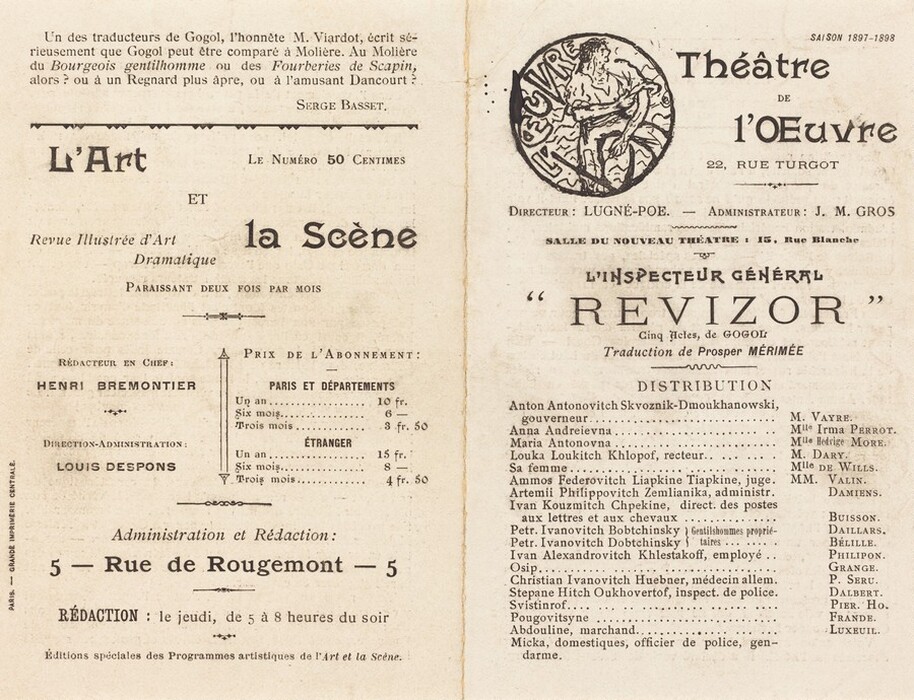 Un des traducteurs de Gogol, l'honnête M. Viardot, écrit sé-
rieusement que Gogol peut être comparé à Molière. Au Molière
du Bourgeois gentilhomme ou des Fourberies de Scapin,
alors ? ou à un Regnard plus âpre, ou à l'amusant Dancourt ?
SERGE BASSET.
L'Art
LE NUMÉRO 50 CENTIMES
ET
Revue Illustrée d'Art
Dramatique
la Scène
PARAISSANT DEUX FOIS PAR MOIS
RÉDACTEUR EN CHEF :
HENRI BREMONTIER
DIRECTION-ADMINISTRATION :
LOUIS DESPONS
PRIX DE L'ABONNEMENT :
PARIS ET DÉPARTEMENTS
Un an.................... 10 fr.
Six mois................. 6 —
Trois mois ............... 3 fr. 50
ÉTRANGER
Un an.................... 15 fr.
Six mois................. 8 —
Trois mois ............... 4 fr. 50
Administration et Rédaction :
5 — Rue de Rougemont — 5
RÉDACTION : le jeudi, de 5 à 8 heures du soir
Éditions spéciales des Programmes artistiques de l'Art et la Scène.
PARIS. — GRANDE IMPRIMERIE CENTRALE.
SAISON 1897-1898
L'ŒUVRE
Théâtre
DE
l'Œuvre
22, RUE TURGOT
DIRECTEUR : LUGNÉ-POE. — ADMINISTRATEUR : J. M. GROS
SALLE DU NOUVEAU THÉATRE : 15, Rue Blanche
L'INSPECTEUR GÉNÉRAL
“ REVIZOR ”
Cinq Actes, de GOGOL
Traduction de Prosper MÉRIMÉE
DISTRIBUTION
Anton Antonovitch Skvoznik-Dmoukhanowski,
gouverneur........................ M. VAYRE.
Anna Andreievna..................... Mlle Irma PERROT.
Maria Antonovna..................... Mlle Hedvige MORE.
Louka Loukitch Khlopof, recteur.. .. M. DARY.
Sa femme............................ Mlle DE WILLS.
Ammos Federovitch Liapkine Tiapkine, juge. MM. VALIN.
Artemii Philippovitch Zemlianika, administr. DAMIENS.
Ivan Kouzmitch Chpekine, direct. des postes
aux lettres et aux chevaux ............ BUISSON.
Petr. Ivanovitch Bobtchinsky } Gentilshommes proprié- DAILLARS.
Petr. Ivanovitch Dobtchinsky } taires ... ..... BÉLILLE.
Ivan Alexandrovitch Khlestakoff, employé .. PHILIPON.
Osip................................ GRANGE.
Christian Ivanovitch Huebner, médecin allem. P. SERU.
Stepane Hitch Oukhovertof, inspect. de police. DALBERT.
Svistinrof........................... PIER. HO.
Pougovitsyne ........................ FRANDE.
Abdouline, marchand.................. LUXEUIL.
Micka, domestiques, officier de police, gen-
darme.